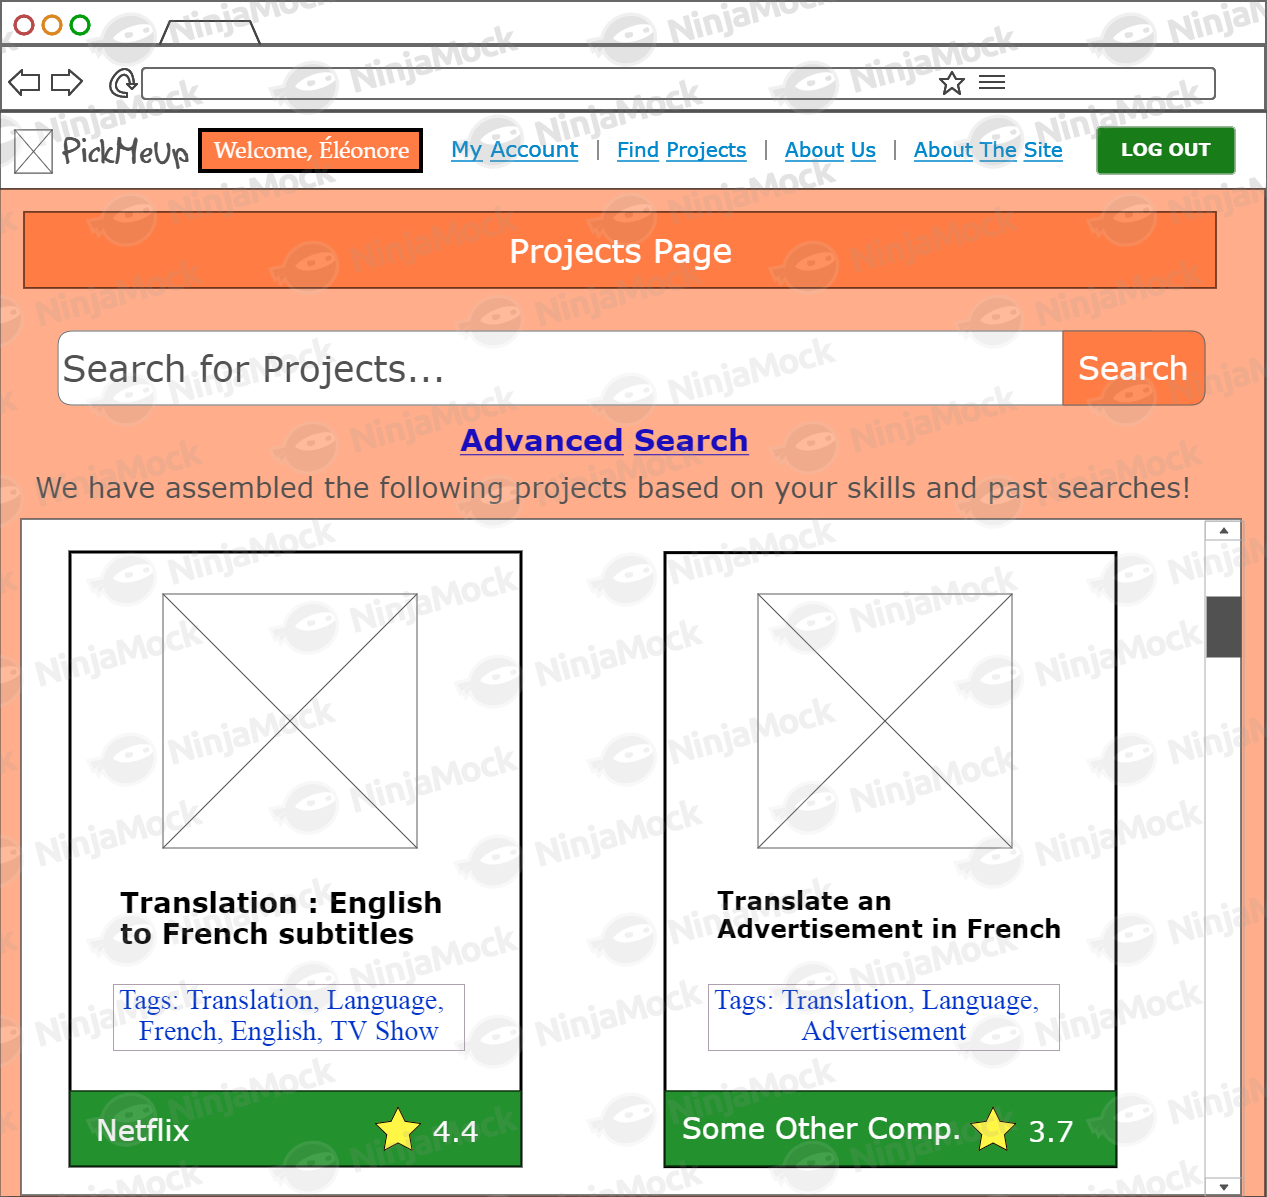 PickMeUp
Welcome, Éléonore
My Account | Find Projects | About Us | About The Site
LOG OUT
Projects Page
Search for Projects...
Search
Advanced Search
We have assembled the following projects based on your skills and past searches!
Translation : English
to French subtitles
Tags: Translation, Language,
French, English, TV Show
Netflix
4.4
Translate an
Advertisement in French
Tags: Translation, Language,
Advertisement
Some Other Comp.
3.7
NinjaMock